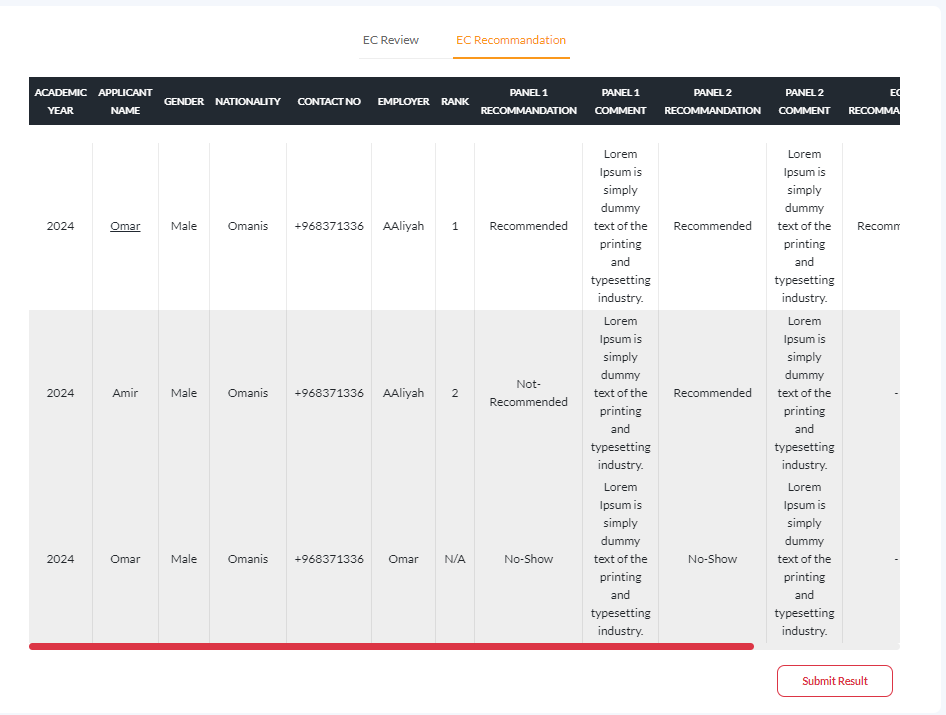 EC Review EC Recommandation
ACADEMIC YEAR APPLICANT NAME GENDER NATIONALITY CONTACT NO EMPLOYER RANK PANEL 1 RECOMMANDATION PANEL 1 COMMENT PANEL 2 RECOMMANDATION PANEL 2 COMMENT EC RECOMMA
2024 Omar Male Omanis +968371336 AAliyah 1 Recommended Lorem Ipsum is simply dummy text of the printing and typesetting industry. Recommended Lorem Ipsum is simply dummy text of the printing and typesetting industry. Recomm
2024 Amir Male Omanis +968371336 AAliyah 2 Not-Recommended Lorem Ipsum is simply dummy text of the printing and typesetting industry. Recommended Lorem Ipsum is simply dummy text of the printing and typesetting industry. -
2024 Omar Male Omanis +968371336 Omar N/A No-Show Lorem Ipsum is simply dummy text of the printing and typesetting industry. No-Show Lorem Ipsum is simply dummy text of the printing and typesetting industry. -
Submit Result